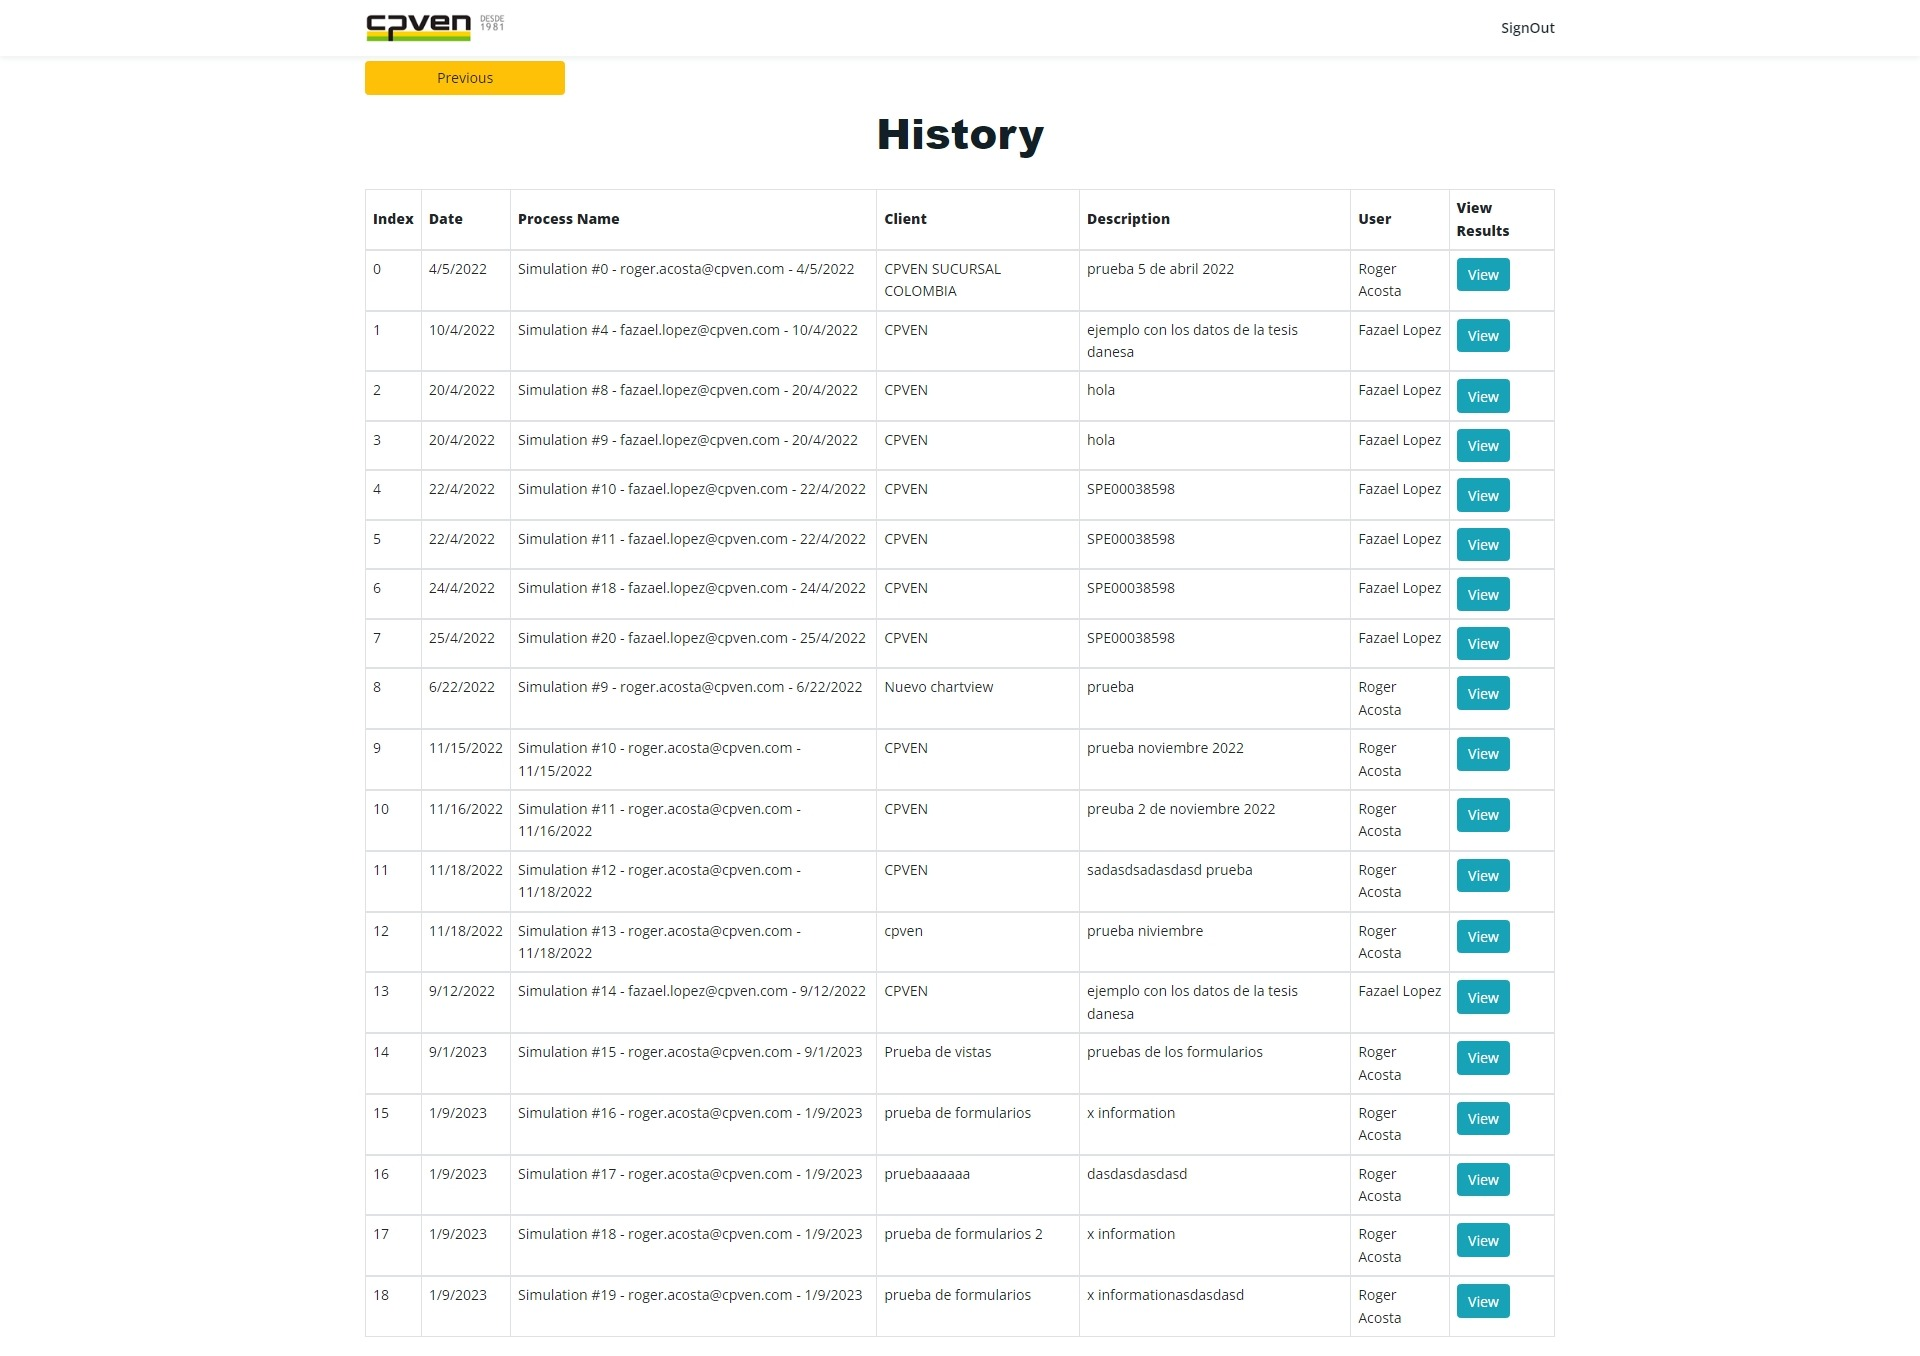 cpven DESDE 1981
SignOut
Previous
History
Index Date Process Name Client Description User View Results
0 4/5/2022 Simulation #0 - roger.acosta@cpven.com - 4/5/2022 CPVEN SUCURSAL COLOMBIA prueba 5 de abril 2022 Roger Acosta View
1 10/4/2022 Simulation #4 - fazael.lopez@cpven.com - 10/4/2022 CPVEN ejemplo con los datos de la tesis danesa Fazael Lopez View
2 20/4/2022 Simulation #8 - fazael.lopez@cpven.com - 20/4/2022 CPVEN hola Fazael Lopez View
3 20/4/2022 Simulation #9 - fazael.lopez@cpven.com - 20/4/2022 CPVEN hola Fazael Lopez View
4 22/4/2022 Simulation #10 - fazael.lopez@cpven.com - 22/4/2022 CPVEN SPE00038598 Fazael Lopez View
5 22/4/2022 Simulation #11 - fazael.lopez@cpven.com - 22/4/2022 CPVEN SPE00038598 Fazael Lopez View
6 24/4/2022 Simulation #18 - fazael.lopez@cpven.com - 24/4/2022 CPVEN SPE00038598 Fazael Lopez View
7 25/4/2022 Simulation #20 - fazael.lopez@cpven.com - 25/4/2022 CPVEN SPE00038598 Fazael Lopez View
8 6/22/2022 Simulation #9 - roger.acosta@cpven.com - 6/22/2022 Nuevo chartview prueba Roger Acosta View
9 11/15/2022 Simulation #10 - roger.acosta@cpven.com - 11/15/2022 CPVEN prueba noviembre 2022 Roger Acosta View
10 11/16/2022 Simulation #11 - roger.acosta@cpven.com - 11/16/2022 CPVEN preuba 2 de noviembre 2022 Roger Acosta View
11 11/18/2022 Simulation #12 - roger.acosta@cpven.com - 11/18/2022 CPVEN sadasdsadasdasd prueba Roger Acosta View
12 11/18/2022 Simulation #13 - roger.acosta@cpven.com - 11/18/2022 cpven prueba niviembre Roger Acosta View
13 9/12/2022 Simulation #14 - fazael.lopez@cpven.com - 9/12/2022 CPVEN ejemplo con los datos de la tesis danesa Fazael Lopez View
14 9/1/2023 Simulation #15 - roger.acosta@cpven.com - 9/1/2023 Prueba de vistas pruebas de los formularios Roger Acosta View
15 1/9/2023 Simulation #16 - roger.acosta@cpven.com - 1/9/2023 prueba de formularios x information Roger Acosta View
16 1/9/2023 Simulation #17 - roger.acosta@cpven.com - 1/9/2023 pruebaaaaaa dasdasdasdasd Roger Acosta View
17 1/9/2023 Simulation #18 - roger.acosta@cpven.com - 1/9/2023 prueba de formularios 2 x information Roger Acosta View
18 1/9/2023 Simulation #19 - roger.acosta@cpven.com - 1/9/2023 prueba de formularios x informationasdasdasd Roger Acosta View